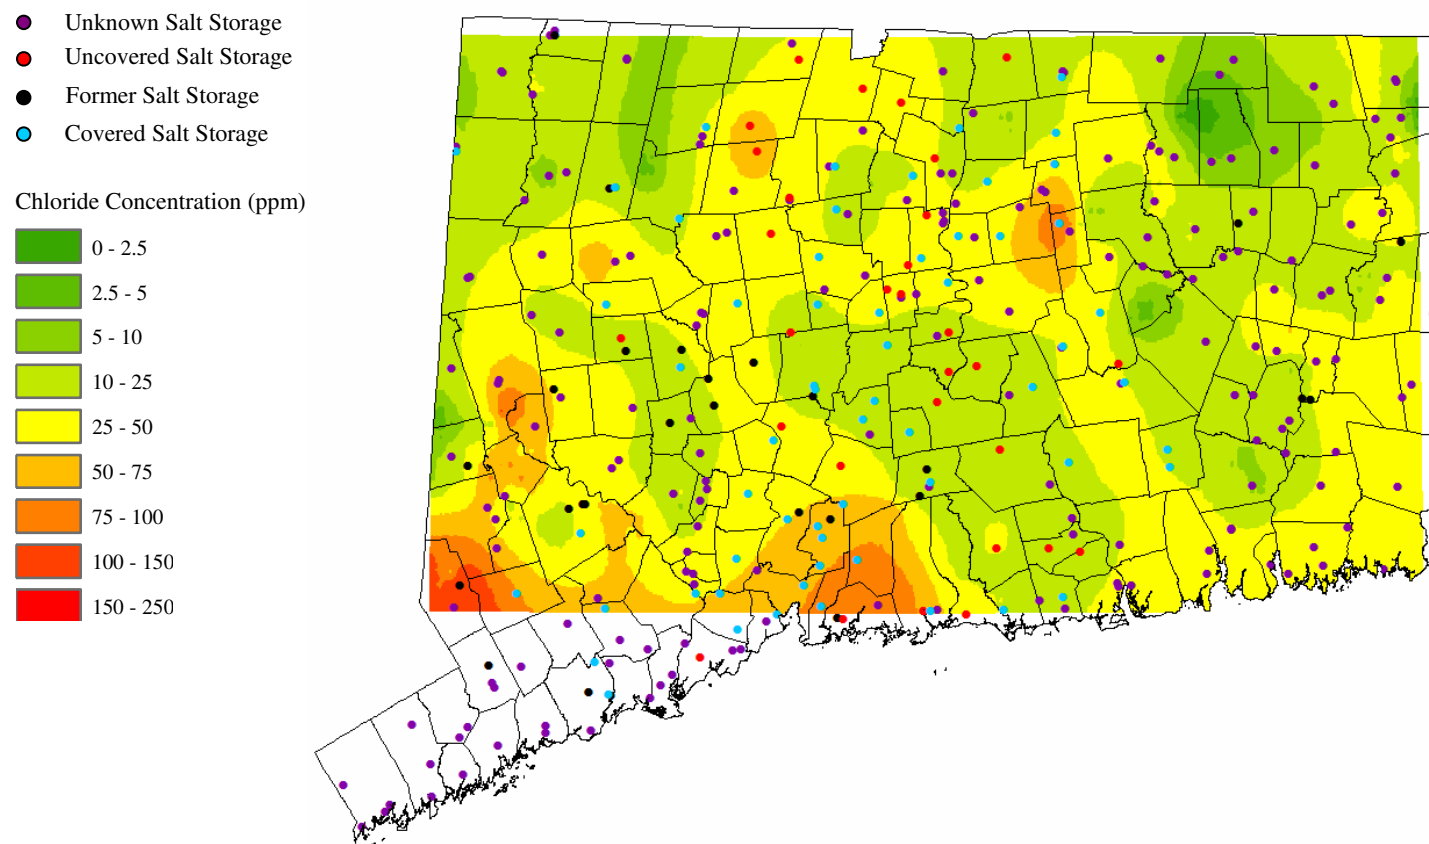 Unknown Salt Storage
Uncovered Salt Storage
Former Salt Storage
Covered Salt Storage
Chloride Concentration (ppm)
0 - 2.5
2.5 - 5
5 - 10
10 - 25
25 - 50
50 - 75
75 - 100
100 - 150
150 - 250